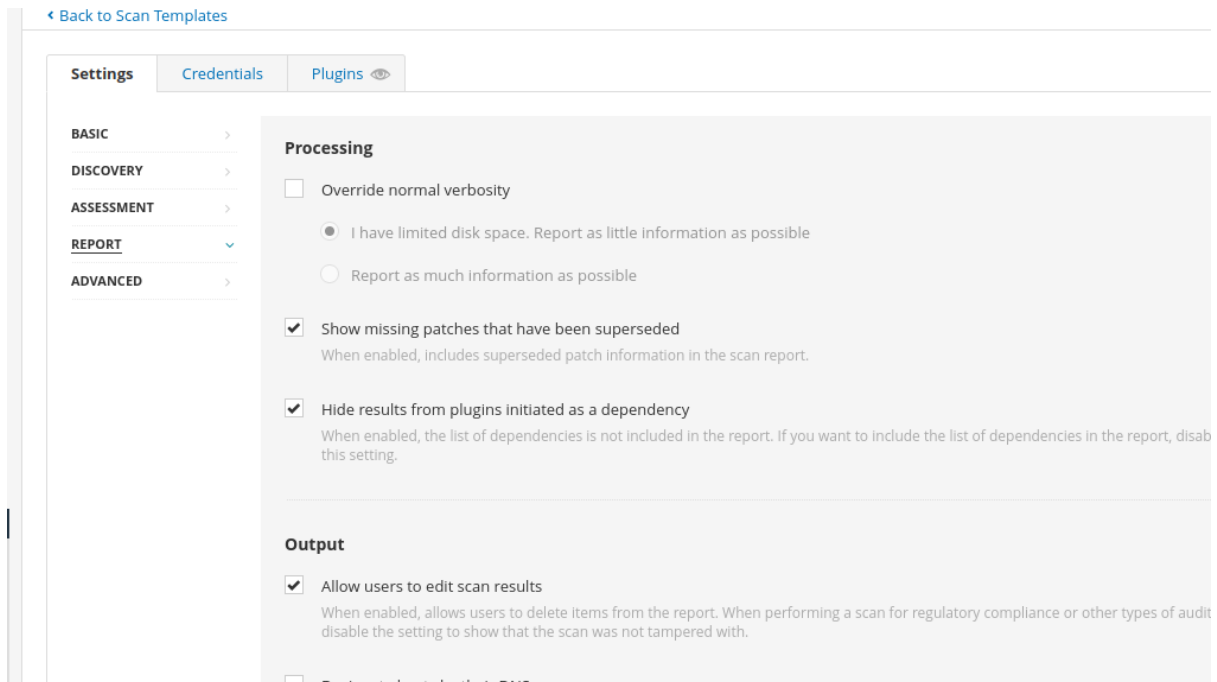 Back to Scan Templates
Settings
Credentials
Plugins
BASIC
DISCOVERY
ASSESSMENT
REPORT
ADVANCED
Processing
Override normal verbosity
I have limited disk space. Report as little information as possible
Report as much information as possible
Show missing patches that have been superseded
When enabled, includes superseded patch information in the scan report.
Hide results from plugins initiated as a dependency
When enabled, the list of dependencies is not included in the report. If you want to include the list of dependencies in the report, disab
this setting.
Output
Allow users to edit scan results
When enabled, allows users to delete items from the report. When performing a scan for regulatory compliance or other types of audit
disable the setting to show that the scan was not tampered with.